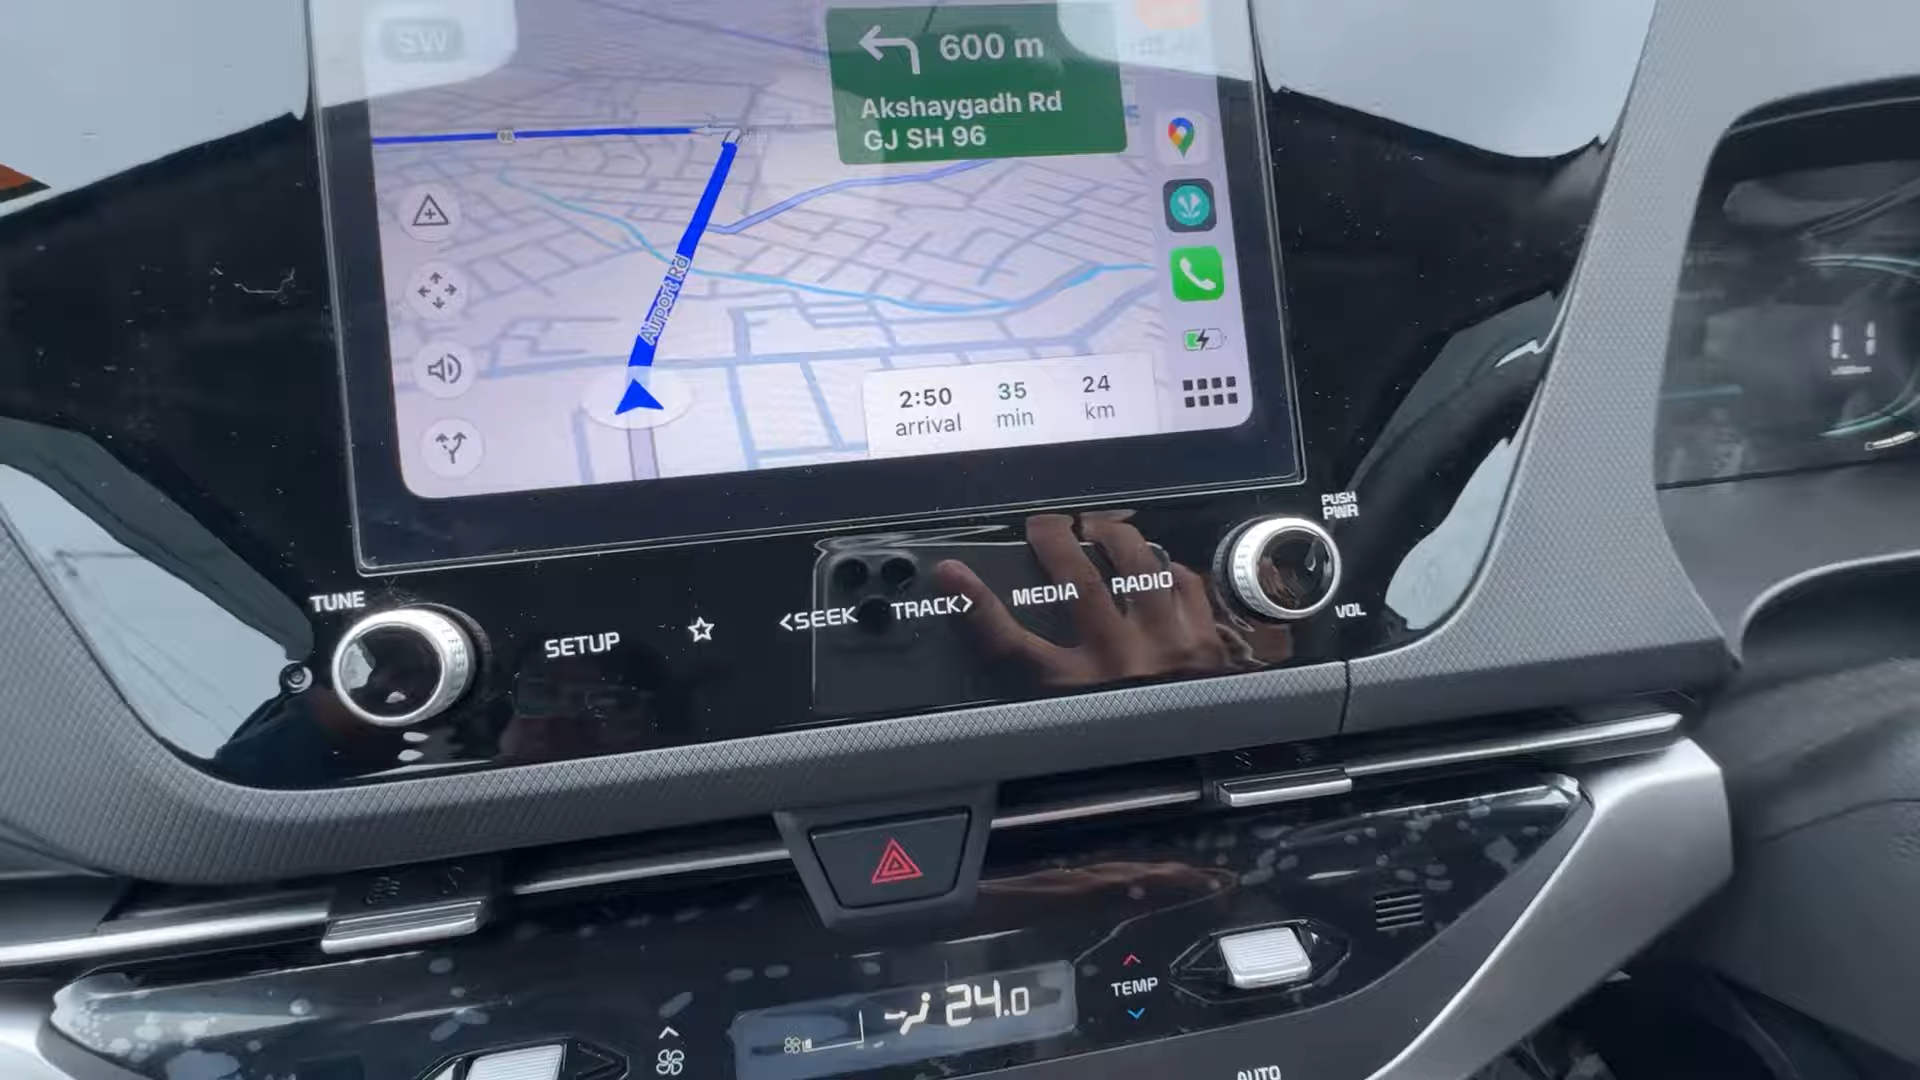 SW
600 m
Akshaygadh Rd
GJ SH 96
Airport Rd
2:50
arrival
35
min
24
km
PUSH
PWR
TUNE
SETUP
<SEEK
TRACK>
MEDIA
RADIO
VOL
24.0
TEMP
AUTO